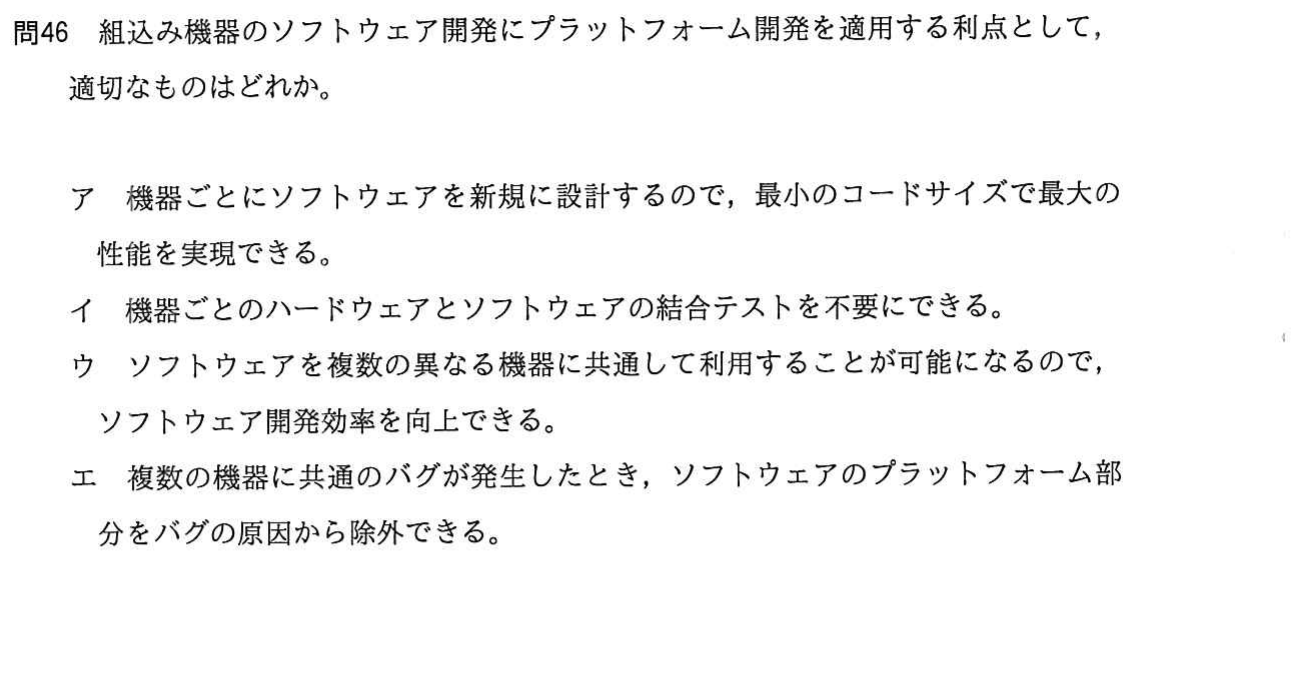 問46 組込み機器のソフトウェア開発にプラットフォーム開発を適用する利点として，
適切なものはどれか。
ア 機器ごとにソフトウェアを新規に設計するので，最小のコードサイズで最大の
性能を実現できる。
イ 機器ごとのハードウェアとソフトウェアの結合テストを不要にできる。
ウ ソフトウェアを複数の異なる機器に共通して利用することが可能になるので，
ソフトウェア開発効率を向上できる。
エ 複数の機器に共通のバグが発生したとき，ソフトウェアのプラットフォーム部
分をバグの原因から除外できる。